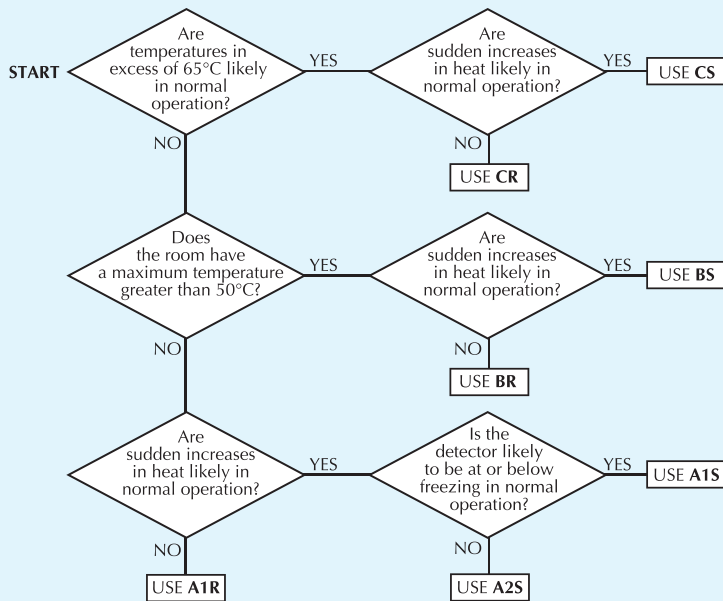 START
Are
temperatures in
excess of 65°C likely
in normal
operation?
YES
Are
sudden increases
in heat likely in
normal operation?
YES
USE CS
NO
NO
USE CR
Does
the room have
a maximum temperature
greater than 50°C?
YES
Are
sudden increases
in heat likely in
normal operation?
YES
USE BS
NO
NO
USE BR
Are
sudden increases
in heat likely in
normal operation?
YES
Is the
detector likely
to be at or below
freezing in normal
operation?
YES
USE A1S
NO
NO
USE A1R
USE A2S